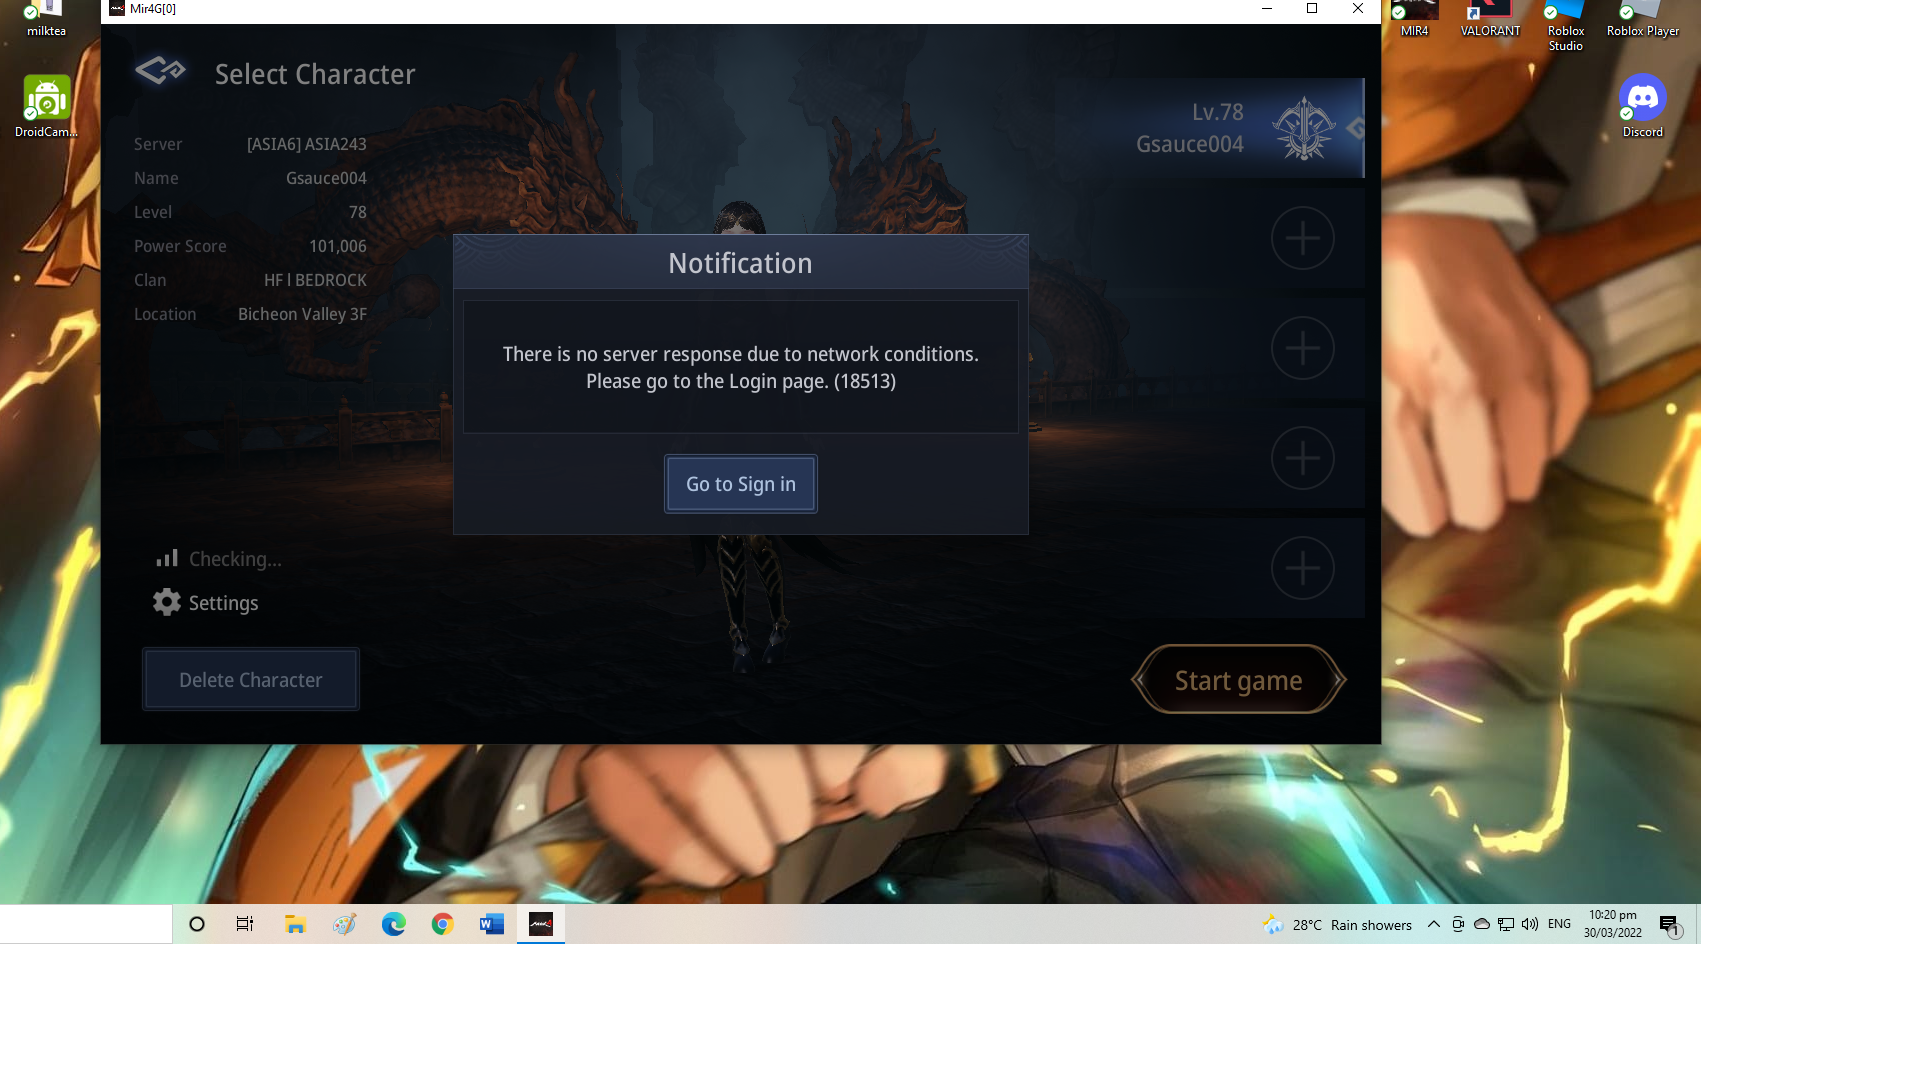 Mir4G[0]
milktea
DroidCam...
MIR4
VALORANT
Roblox
Studio
Roblox Player
Discord
Select Character
Server [ASIA6] ASIA243
Name Gsauce004
Level 78
Power Score 101,006
Clan HF l BEDROCK
Location Bicheon Valley 3F
Lv.78
Gsauce004
Notification
There is no server response due to network conditions.
Please go to the Login page. (18513)
Go to Sign in
Checking...
Settings
Delete Character
Start game
28°C Rain showers
ENG
10:20 pm
30/03/2022
1